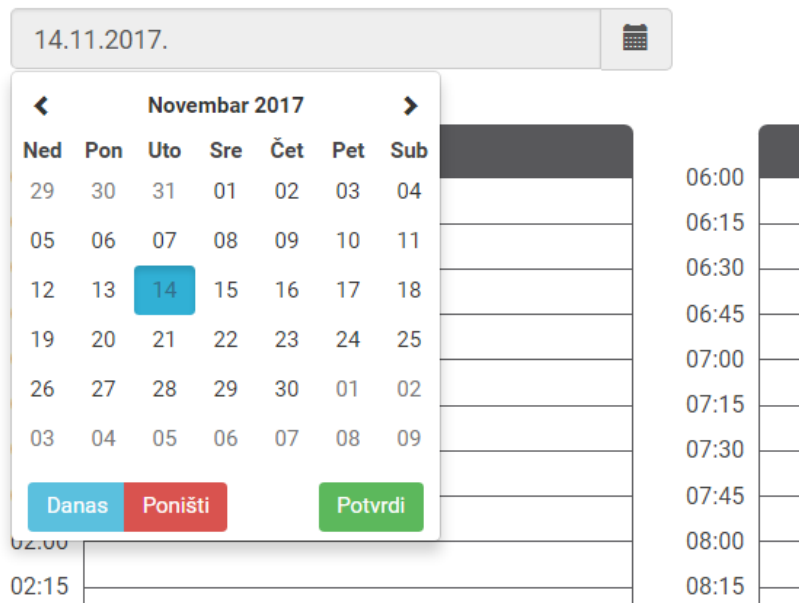 14.11.2017.
Novembar 2017
Ned Pon Uto Sre Čet Pet Sub
29 30 31 01 02 03 04
05 06 07 08 09 10 11
12 13 14 15 16 17 18
19 20 21 22 23 24 25
26 27 28 29 30 01 02
03 04 05 06 07 08 09
Danas Poništi Potvrdi
02:00
02:15
06:00
06:15
06:30
06:45
07:00
07:15
07:30
07:45
08:00
08:15